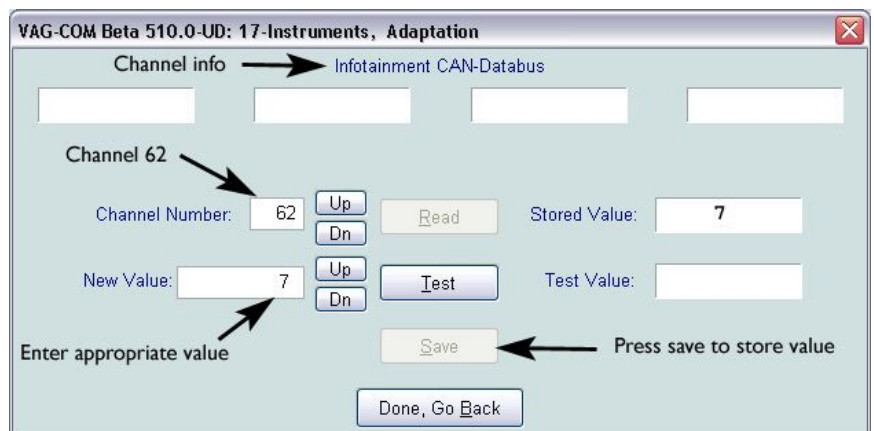 VAG-COM Beta 510.0-UD: 17-Instruments, Adaptation
Channel info
Infotainment CAN-Databus
Channel 62
Channel Number: 62 Up Dn Read Stored Value: 7
New Value: 7 Up Dn Test Test Value:
Enter appropriate value
Save
Press save to store value
Done, Go Back